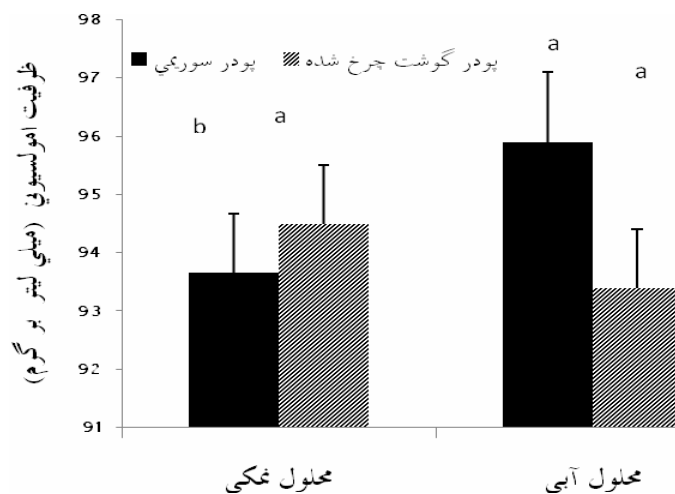 98
97
96
95
94
93
92
91
ظرفيت امولسيوني (ميلي ليتر بر گرم)
پودر سوريمي
پودر گوشت چرخ شده
b
a
a
a
محلول نمكي
محلول آبي